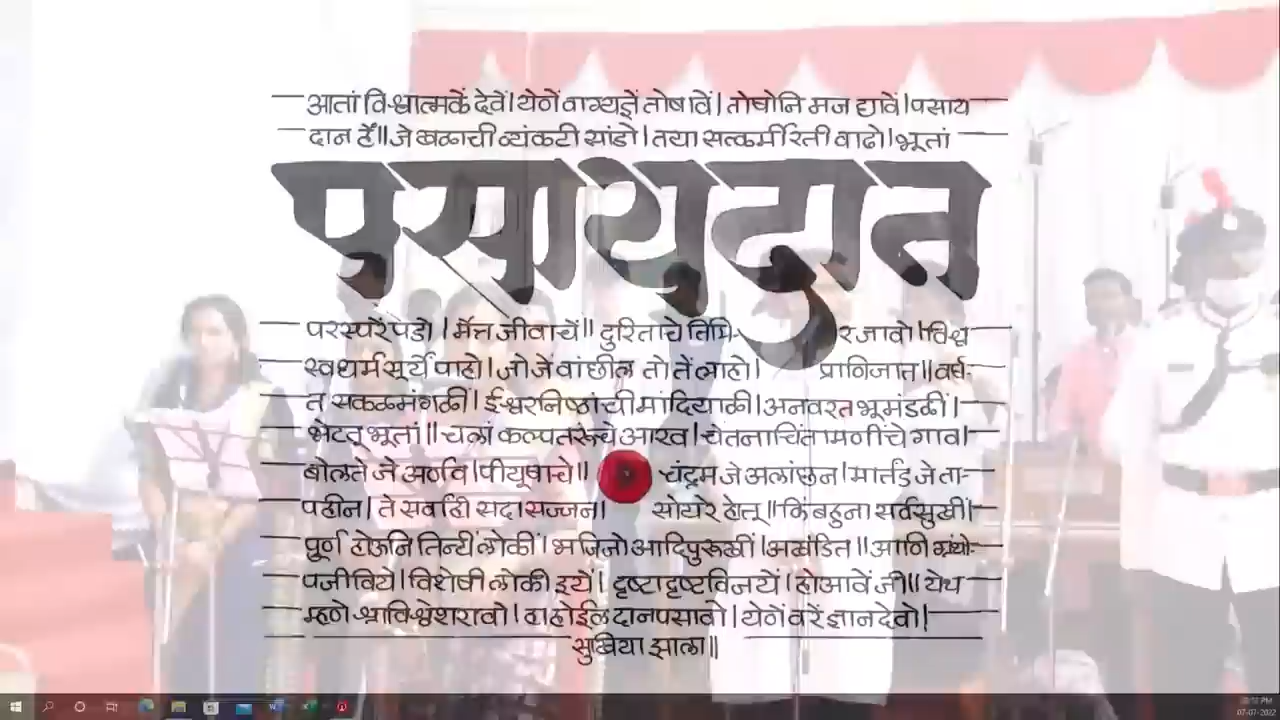 आतां विश्वात्मकें देवें। येणें वाग्यज्ञें तोषावें। तोषोनि मज द्यावें। पसाय
दान हें॥ जे खळाची व्यंकटी सांडो। तया सत्कर्मी रती वाढो। भूतां
पसायदान
परस्परें पडो। मैत्र जीवाचें॥ दुरिताचे तिमि- र जावो। विश्व
स्वधर्म सूर्यें पाहो। जो जे वांछील तो तें लाहो। प्राणिजात॥ वर्ष-
त सकळमंगळीं। ईश्वरनिष्ठांची मांदियाळी। अनवरत भूमंडळीं।
भेटतु भूतां॥ चलां कल्पतरूंचे आरव। चेतनाचिंतामणींचे गाव।
बोलते जे अर्णव। पीयूषाचे॥ चंद्रम जे अलांछन। मार्तंड जे ता-
पहीन। ते सर्वांही सदा सज्जन। सोयरे होतू॥ किंबहुना सर्वसुखीं।
पूर्ण होऊनि तिन्हीं लोकीं। भजिजो आदिपुरूखीं। अखंडित॥ आणि ग्रंथो-
पजीविये। विशेषीं लोकीं इयें। दृष्टादृष्टविजयें। होआवें जी॥ येथ
म्हणे श्रीविश्वेशरावो। हा होईल दानपसावो। येणें वरें ज्ञानदेवो।
सुखिया झाला॥
07-07-2022